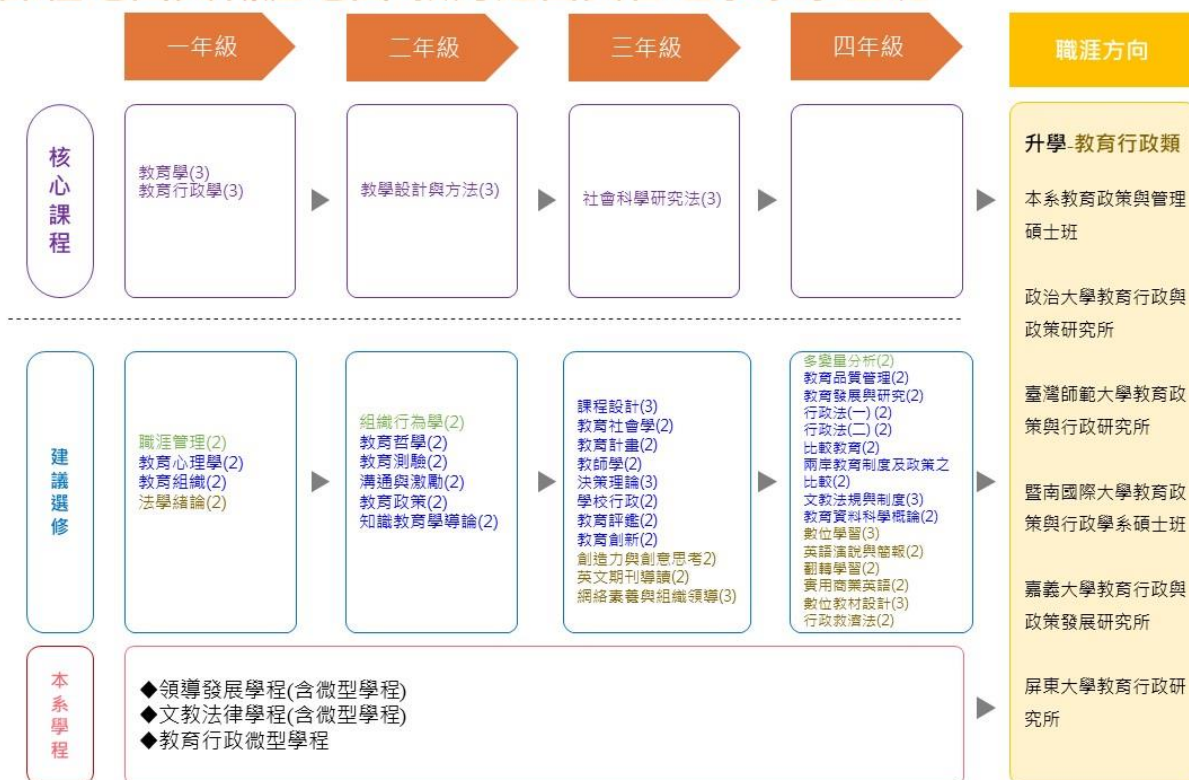 一年級
二年級
三年級
四年級
職涯方向
核
心
課
程
教育學(3)
教育行政學(3)
教學設計與方法(3)
社會科學研究法(3)
建
議
選
修
職涯管理(2)
教育心理學(2)
教育組織(2)
法學緒論(2)
組織行為學(2)
教育哲學(2)
教育測驗(2)
溝通與激勵(2)
教育政策(2)
知識教育學導論(2)
課程設計(3)
教育社會學(2)
教育計畫(2)
教師學(2)
決策理論(3)
學校行政(2)
教育評鑑(2)
教育創新(2)
創造力與創意思考2)
英文期刊導讀(2)
網絡素養與組織領導(3)
多變量分析(2)
教育品質管理(2)
教育發展與研究(2)
行政法(一) (2)
行政法(二) (2)
比較教育(2)
兩岸教育制度及政策之
比較(2)
文教法規與制度(3)
教育資料科學概論(2)
數位學習(3)
英語演說與簡報(2)
翻轉學習(2)
實用商業英語(2)
數位教材設計(3)
行政救濟法(2)
本
系
學
程
◆領導發展學程(含微型學程)
◆文教法律學程(含微型學程)
◆教育行政微型學程
升學-教育行政類
本系教育政策與管理
碩士班
政治大學教育行政與
政策研究所
臺灣師範大學教育政
策與行政研究所
暨南國際大學教育政
策與行政學系碩士班
嘉義大學教育行政與
政策發展研究所
屏東大學教育行政研
究所